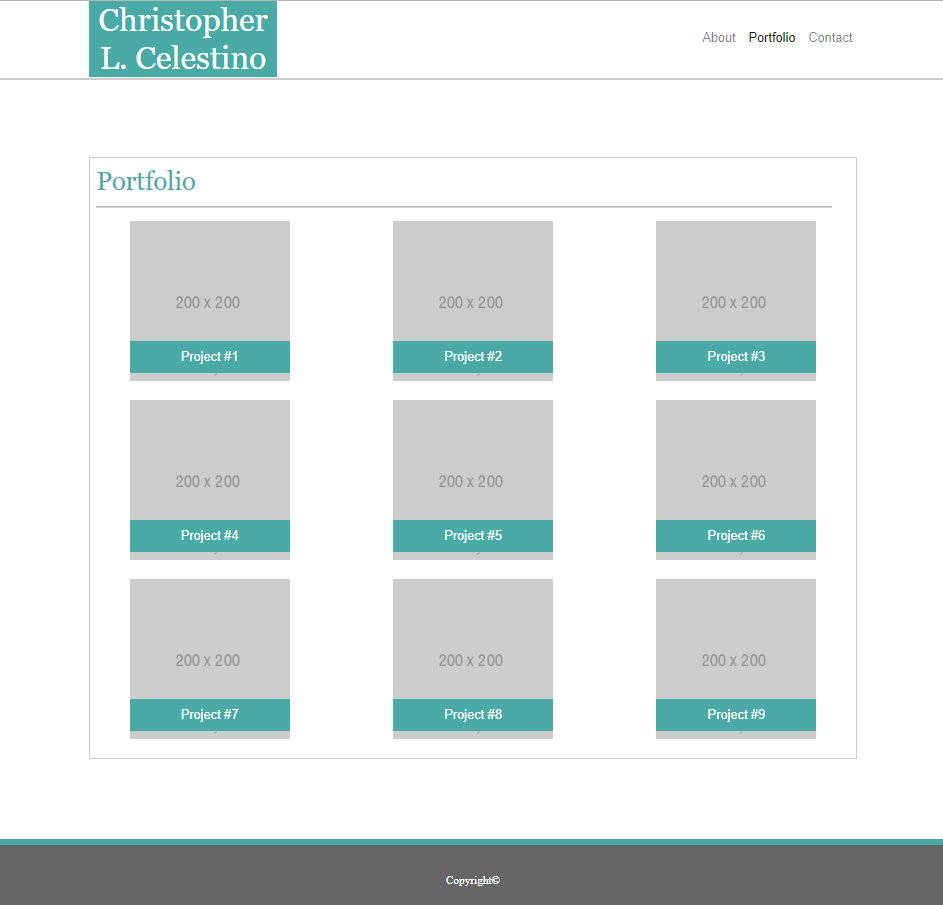 Christopher
L. Celestino
About Portfolio Contact
Portfolio
200 x 200 200 x 200 200 x 200
Project #1 Project #2 Project #3
200 x 200 200 x 200 200 x 200
Project #4 Project #5 Project #6
200 x 200 200 x 200 200 x 200
Project #7 Project #8 Project #9
Copyright©